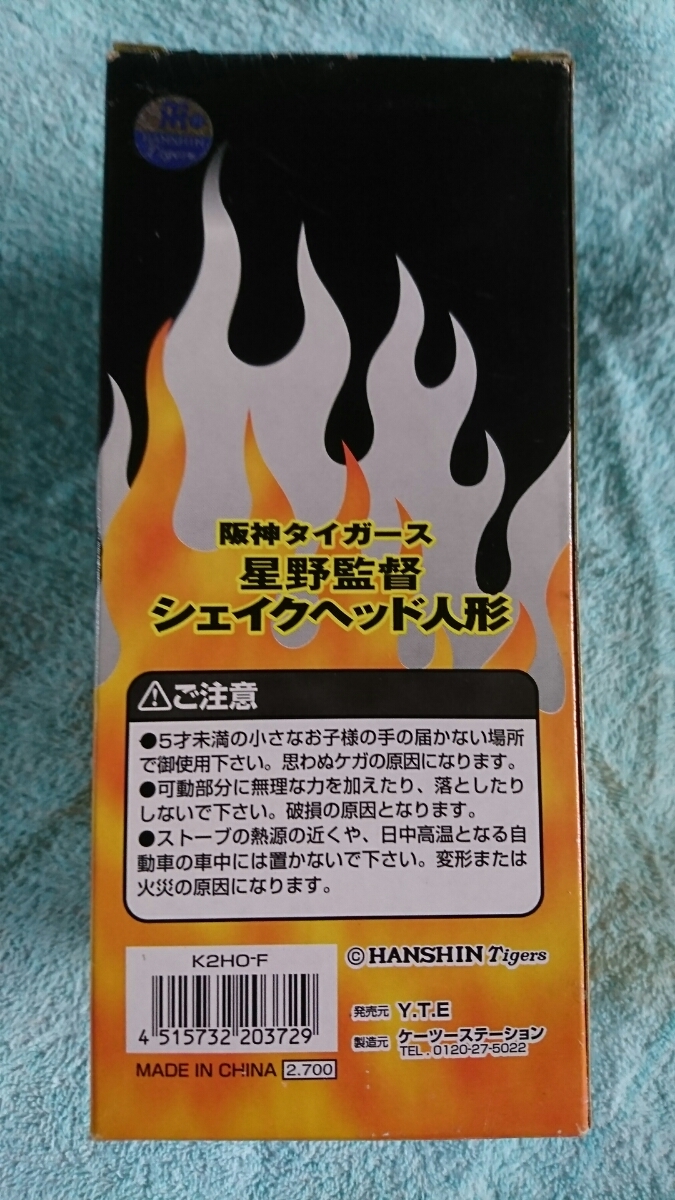 HANSHIN
Tigers
阪神タイガース
星野監督
シェイクヘッド人形
⚠ご注意
●5才未満の小さなお子様の手の届かない場所
で御使用下さい。思わぬケガの原因になります。
●可動部分に無理な力を加えたり、落としたり
しないで下さい。破損の原因となります。
●ストーブの熱源の近くや、日中高温となる自
動車の車中には置かないで下さい。変形または
火災の原因になります。
K2HO-F
4 515732 203729
MADE IN CHINA 2.700
© HANSHIN Tigers
発売元 Y.T.E
製造元 ケーツーステーション
TEL.0120-27-5022